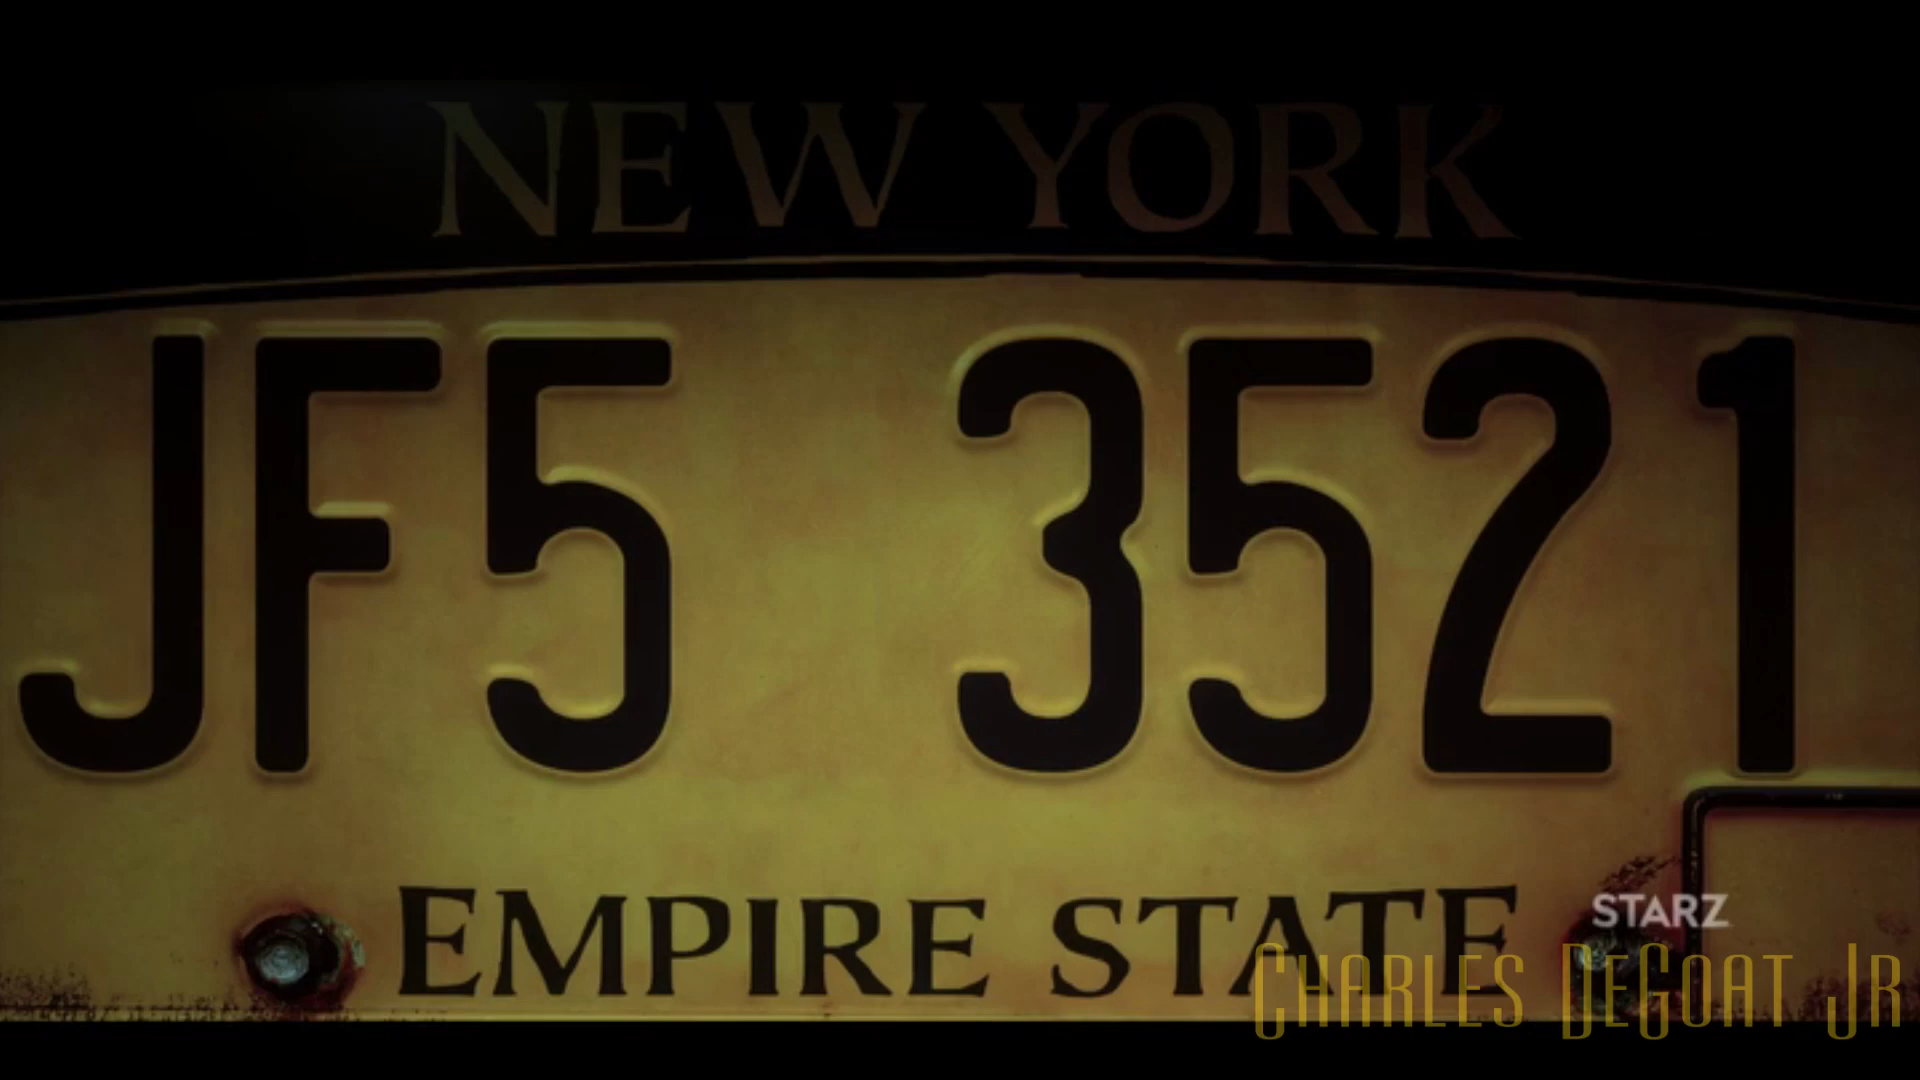 NEW YORK
JF5 3521
EMPIRE STATE
STARZ
Charles DeGoat Jr